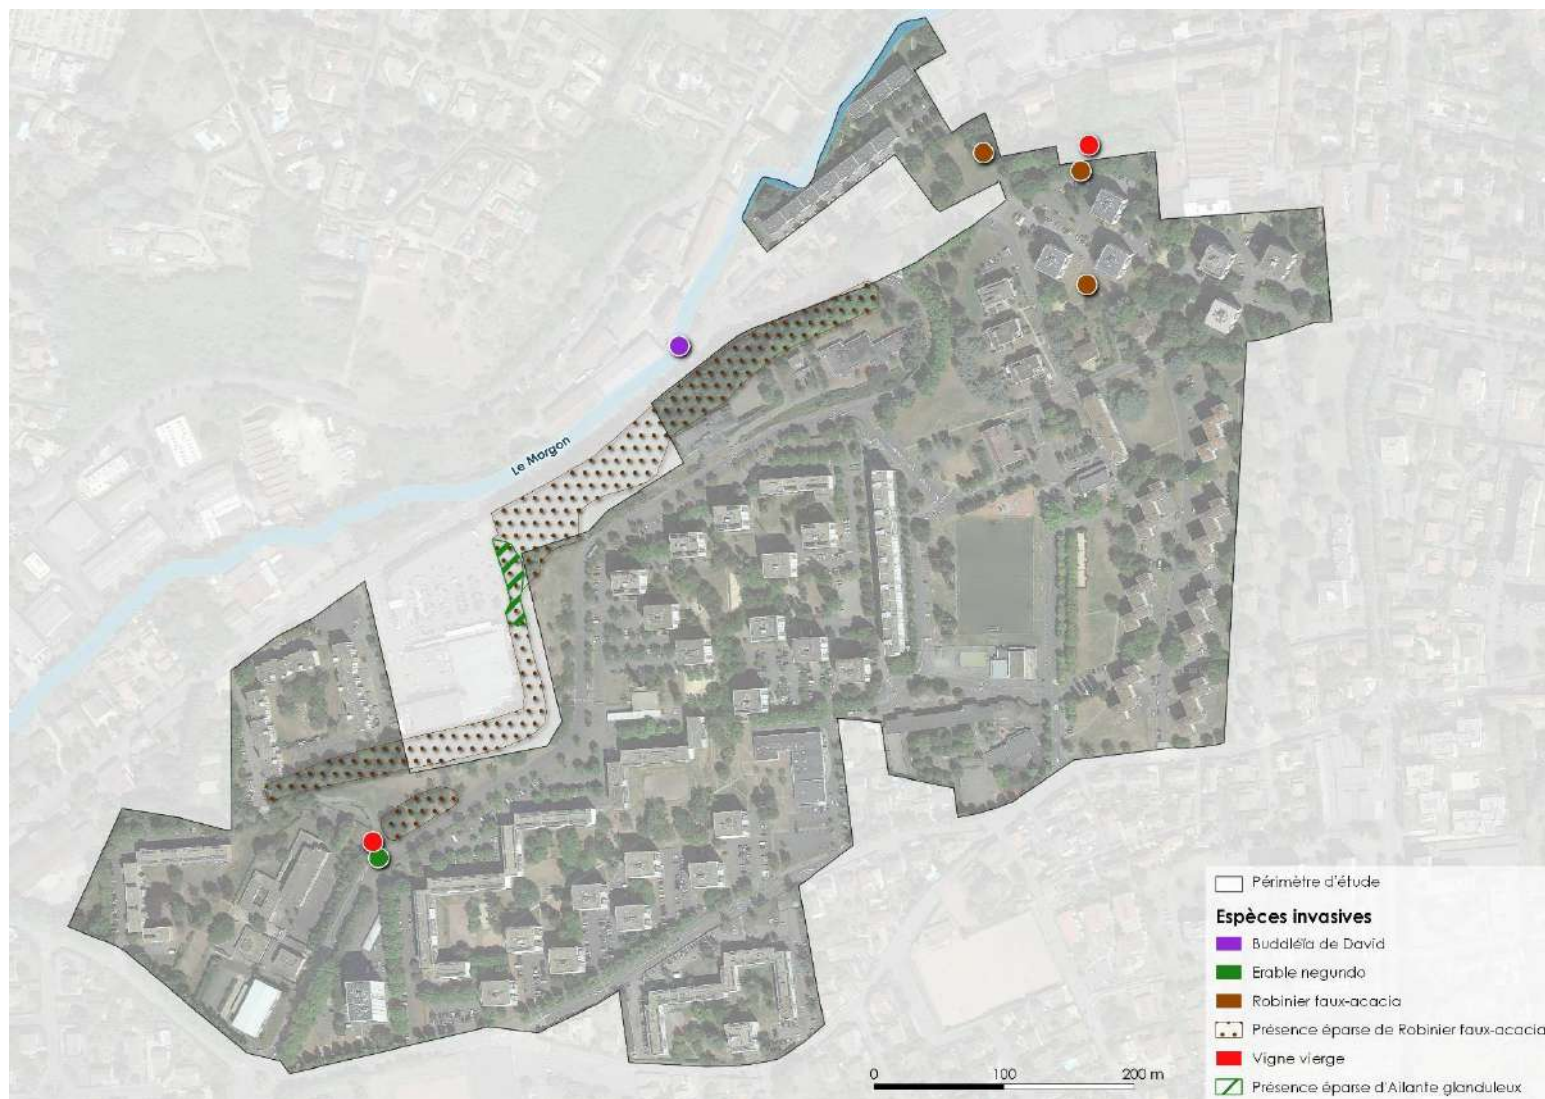 Le Morgon
Périmètre d'étude
Espèces invasives
Buddléïa de David
Erable negundo
Robinier faux-acacia
Présence éparse de Robinier faux-acacia
Vigne vierge
Présence éparse d'Ailante glanduleux
0 100 200 m